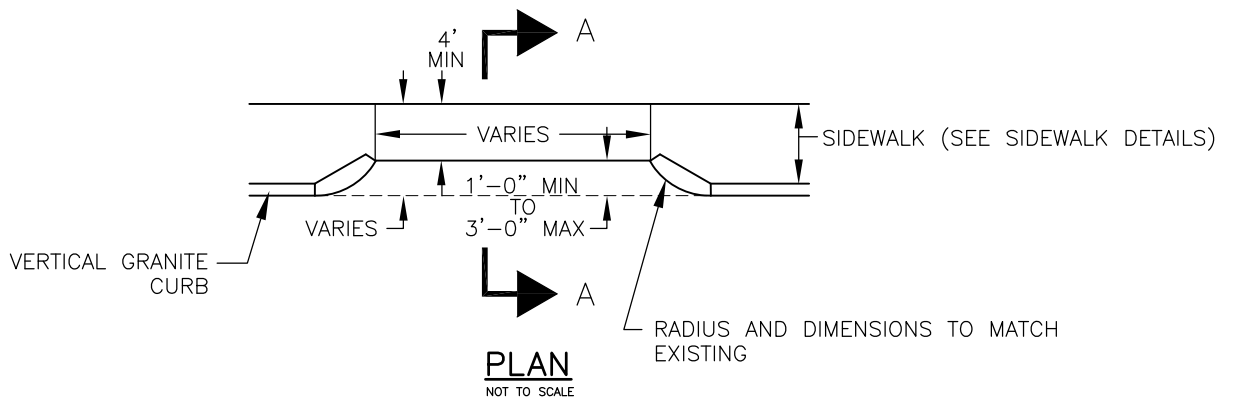 A
4'
MIN
VARIES
SIDEWALK (SEE SIDEWALK DETAILS)
1'-0" MIN
TO
3'-0" MAX
VARIES
VERTICAL GRANITE
CURB
A
RADIUS AND DIMENSIONS TO MATCH
EXISTING
PLAN
NOT TO SCALE